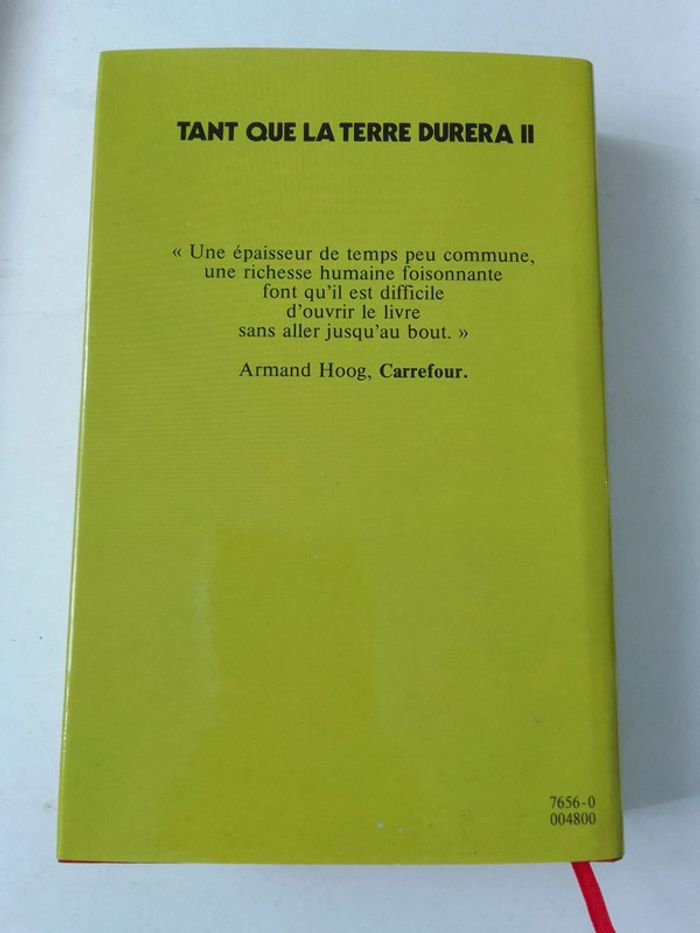 TANT QUE LA TERRE DURERA II
« Une épaisseur de temps peu commune,
une richesse humaine foisonnante
font qu'il est difficile
d'ouvrir le livre
sans aller jusqu'au bout. »
Armand Hoog, Carrefour.
7656-0
004800